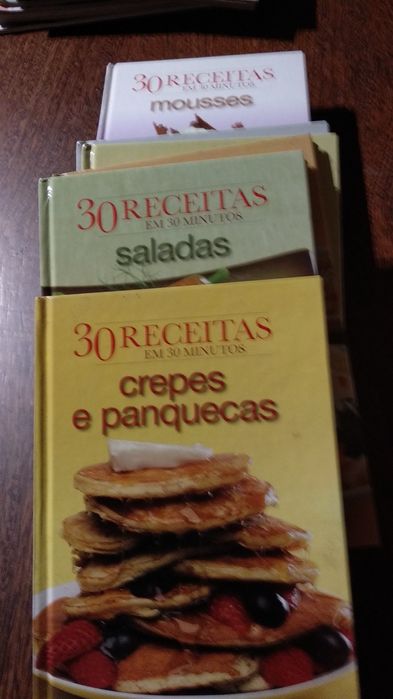 30 RECEITAS
EM 30 MINUTOS
mousses
30 RECEITAS
EM 30 MINUTOS
saladas
30 RECEITAS
EM 30 MINUTOS
crepes
e panquecas